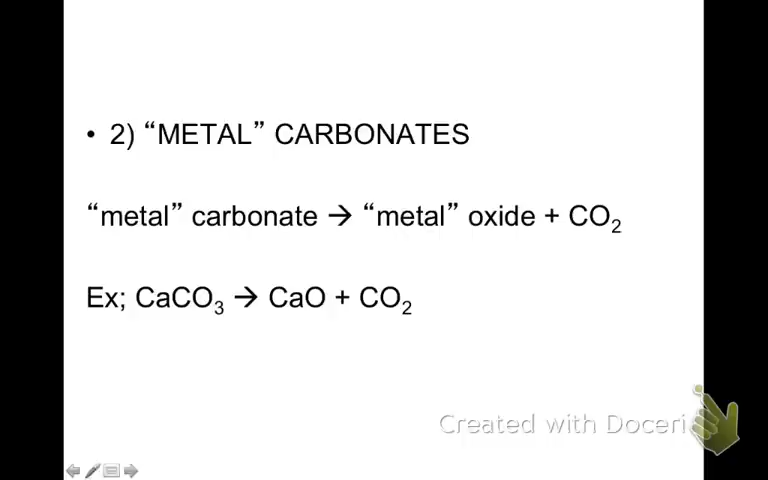 • 2) “METAL” CARBONATES
“metal” carbonate → “metal” oxide + CO₂
Ex; CaCO₃ → CaO + CO₂
Created with Doceri